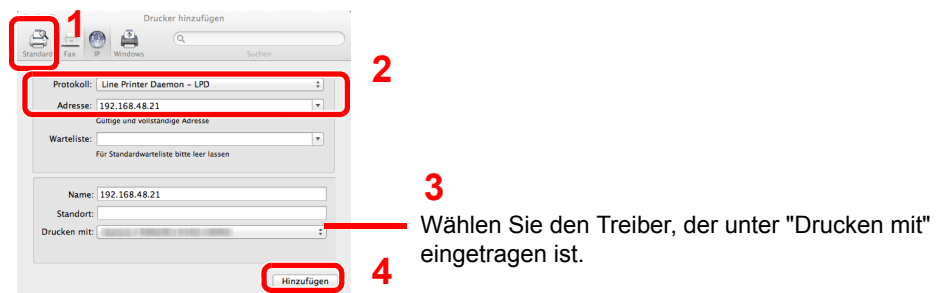 1
Drucker hinzufügen
Standard Fax IP Windows Suchen
2
Protokoll: Line Printer Daemon – LPD
Adresse: 192.168.48.21
Gültige und vollständige Adresse
Warteliste:
Für Standardwarteliste bitte leer lassen
Name: 192.168.48.21
Standort:
Drucken mit:
3
Wählen Sie den Treiber, der unter "Drucken mit"
eingetragen ist.
4
Hinzufügen